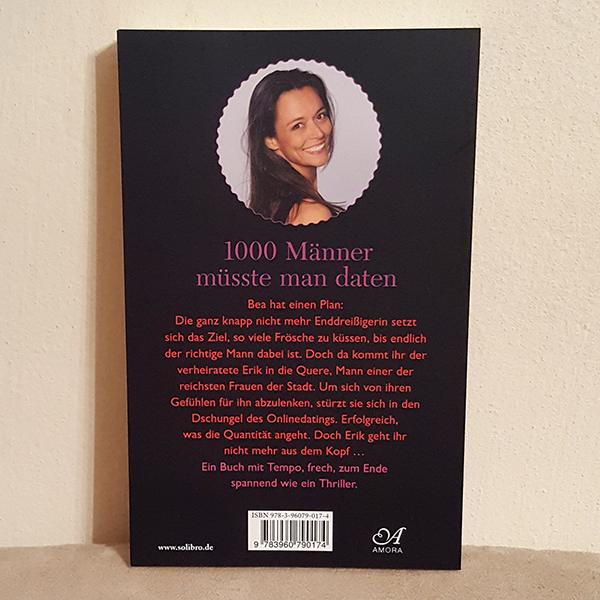 1000 Männer
müsste man daten
Bea hat einen Plan:
Die ganz knapp nicht mehr Enddreißigerin setzt
sich das Ziel, so viele Frösche zu küssen, bis endlich
der richtige Mann dabei ist. Doch da kommt ihr der
verheiratete Erik in die Quere, Mann einer der
reichsten Frauen der Stadt. Um sich von ihren
Gefühlen für ihn abzulenken, stürzt sie sich in den
Dschungel des Onlinedatings. Erfolgreich,
was die Quantität angeht. Doch Erik geht ihr
nicht mehr aus dem Kopf …
Ein Buch mit Tempo, frech, zum Ende
spannend wie ein Thriller.
ISBN 978-3-96079-017-4
9 783960 790174
www.solibro.de
A
AMORA